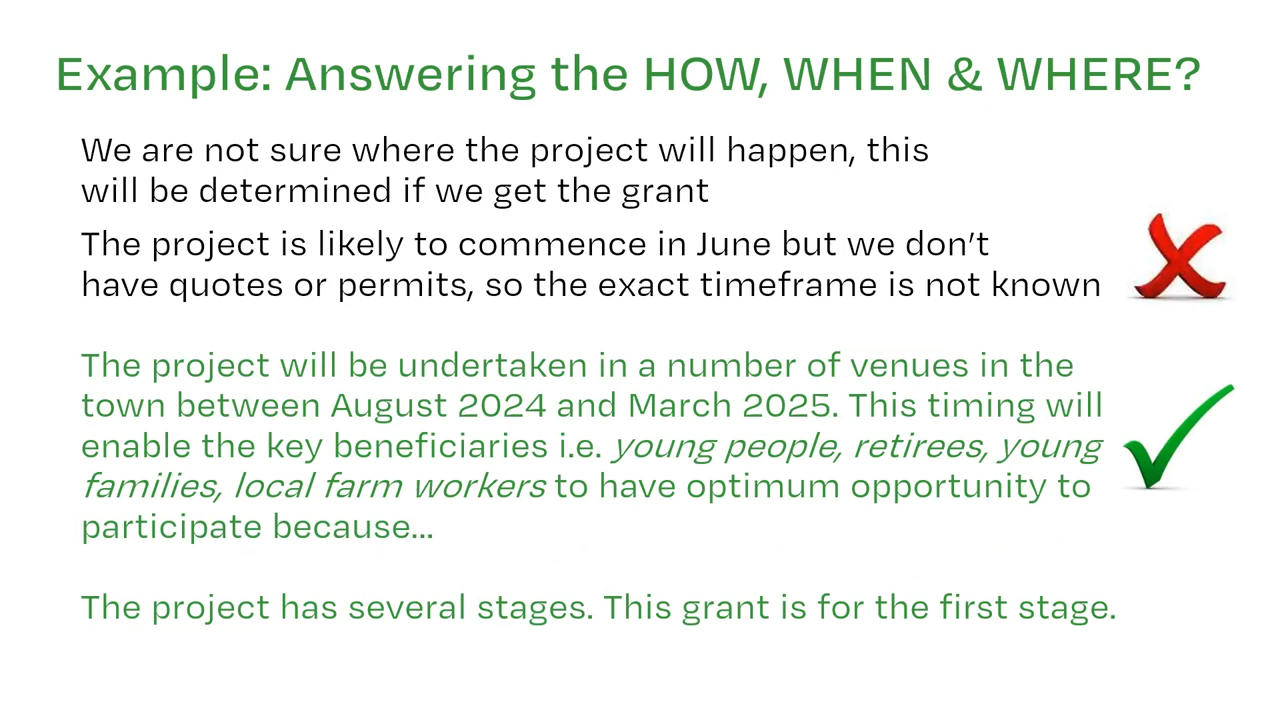 Example: Answering the HOW, WHEN & WHERE?
We are not sure where the project will happen, this
will be determined if we get the grant
The project is likely to commence in June but we don’t
have quotes or permits, so the exact timeframe is not known
The project will be undertaken in a number of venues in the
town between August 2024 and March 2025. This timing will
enable the key beneficiaries i.e. young people, retirees, young
families, local farm workers to have optimum opportunity to
participate because...
The project has several stages. This grant is for the first stage.